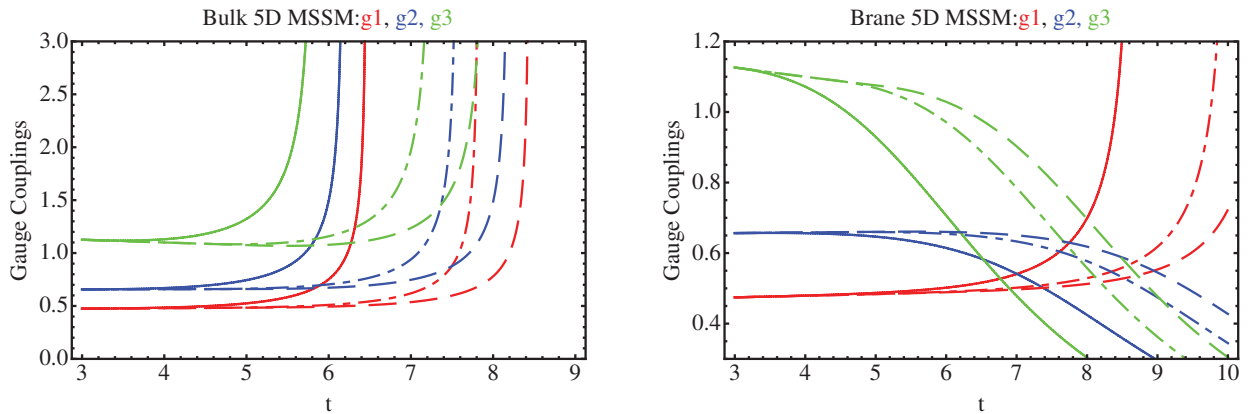 Bulk 5D MSSM:g1, g2, g3
Gauge Couplings
3.0
2.5
2.0
1.5
1.0
0.5
0.0
3 4 5 6 7 8 9
t
Brane 5D MSSM:g1, g2, g3
Gauge Couplings
1.2
1.0
0.8
0.6
0.4
3 4 5 6 7 8 9 10
t